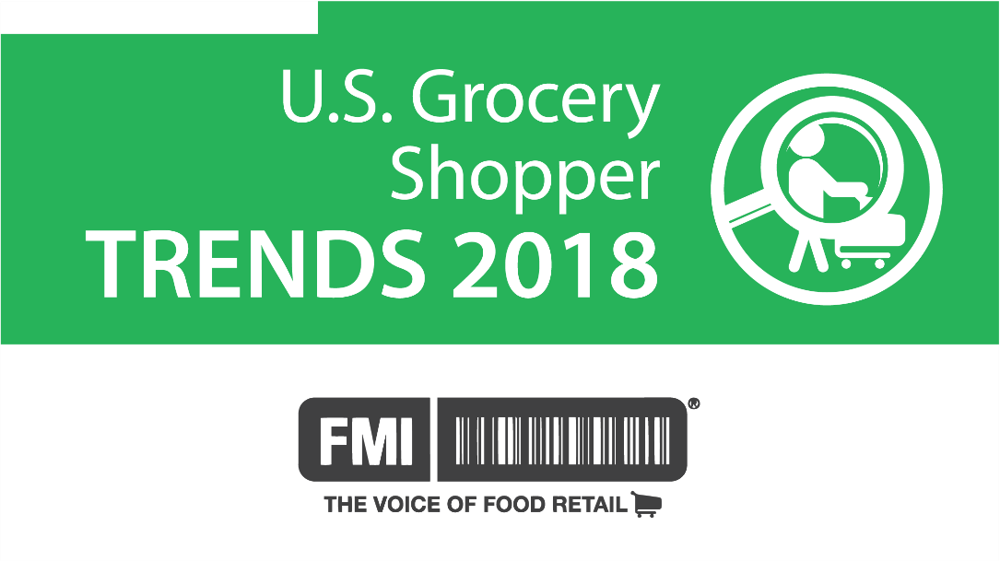 U.S. Grocery
Shopper
TRENDS 2018
FMI
®
THE VOICE OF FOOD RETAIL